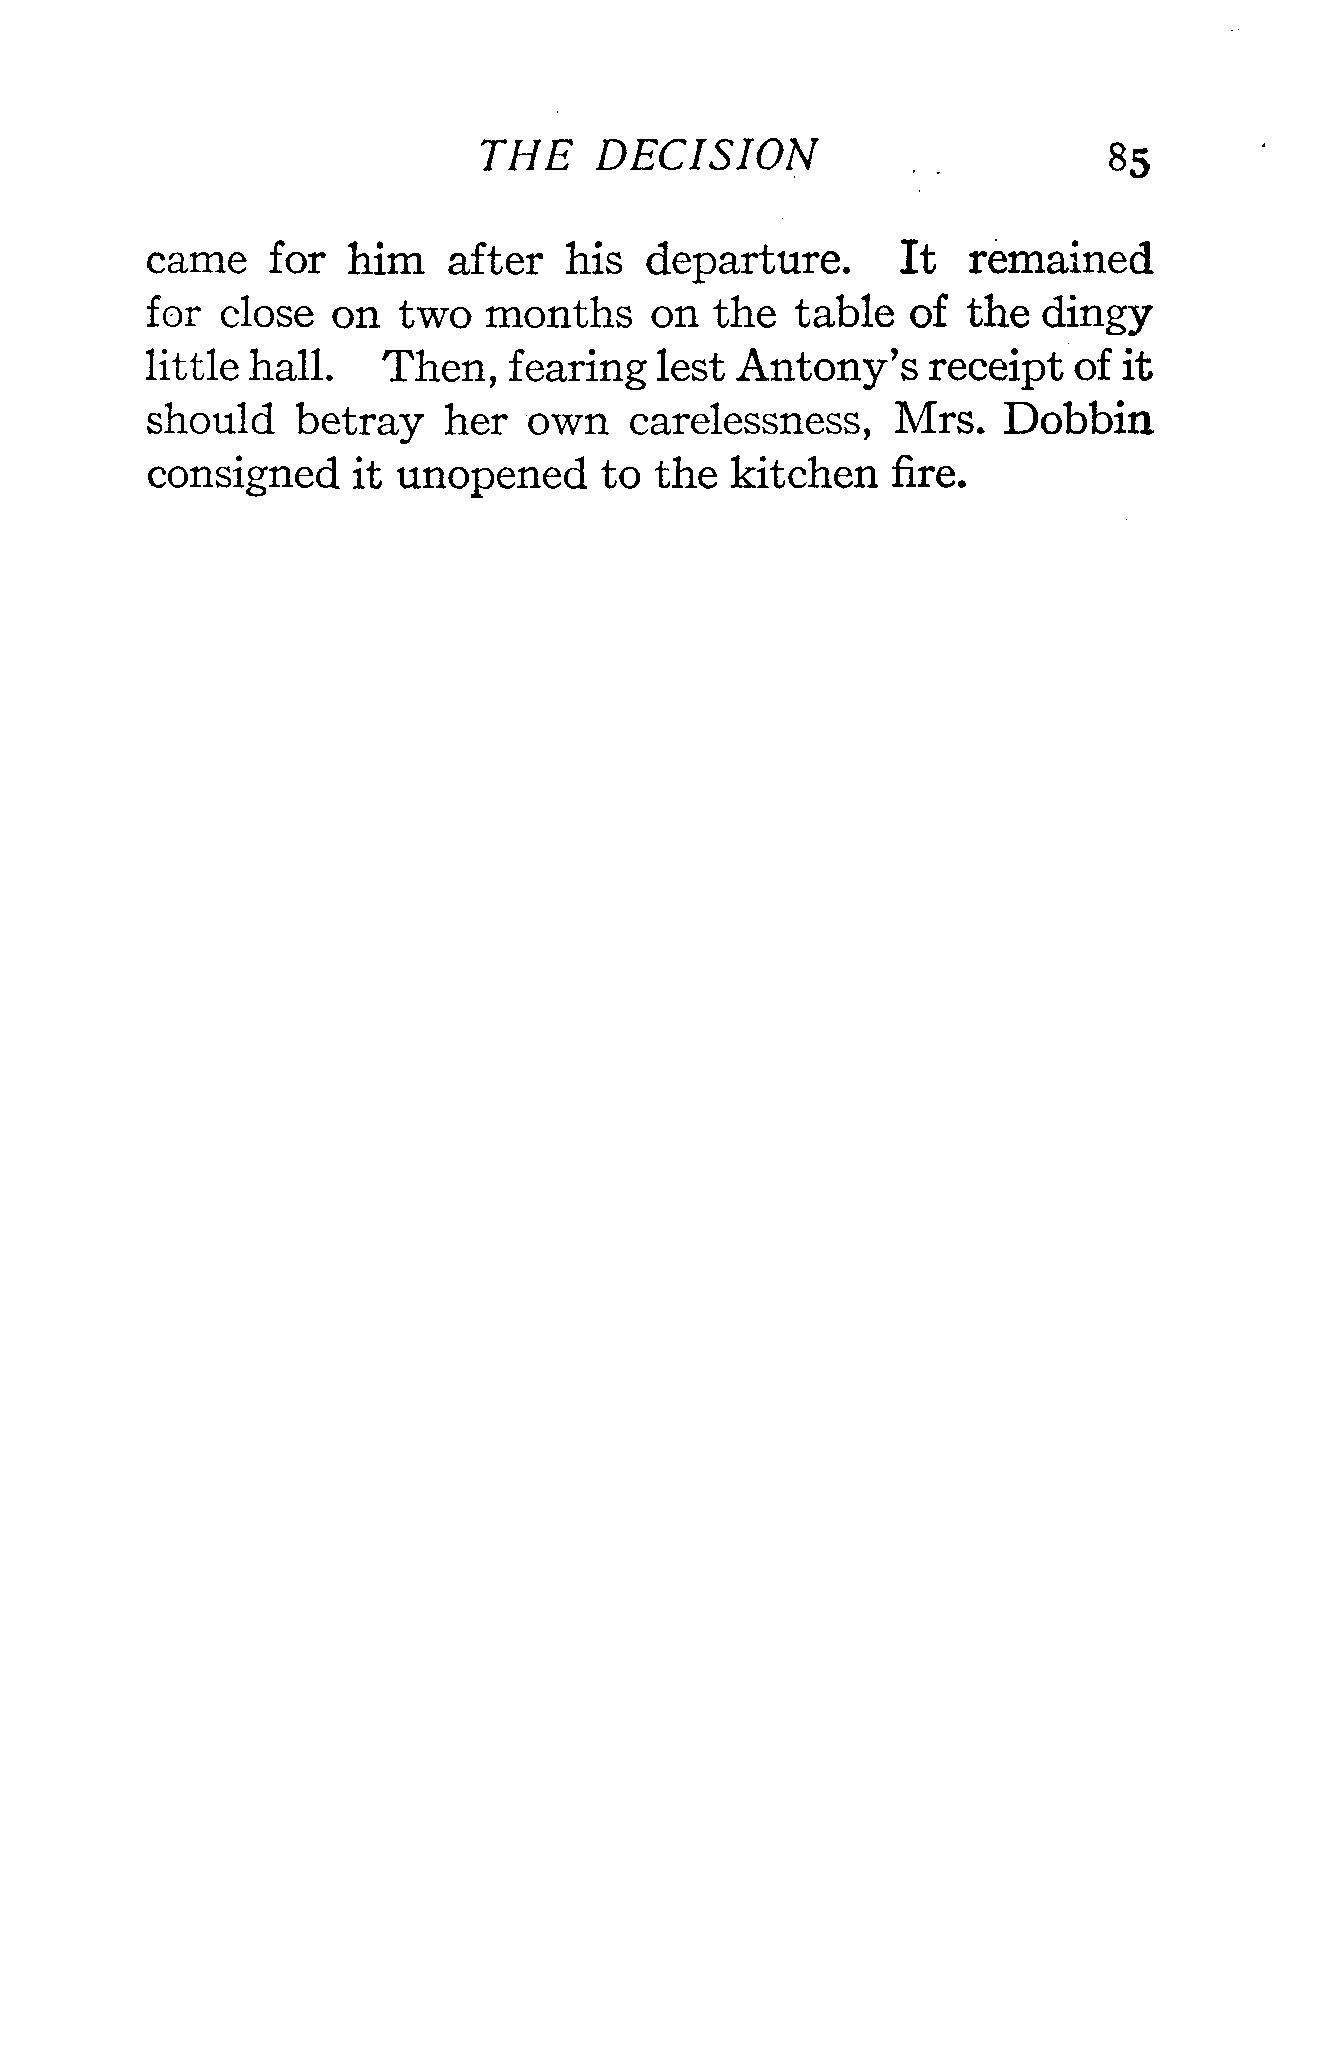 THE DECISION 85
came for him after his departure. It remained
for close on two months on the table of the dingy
little hall. Then, fearing lest Antony's receipt of it
should betray her own carelessness, Mrs. Dobbin
consigned it unopened to the kitchen fire.